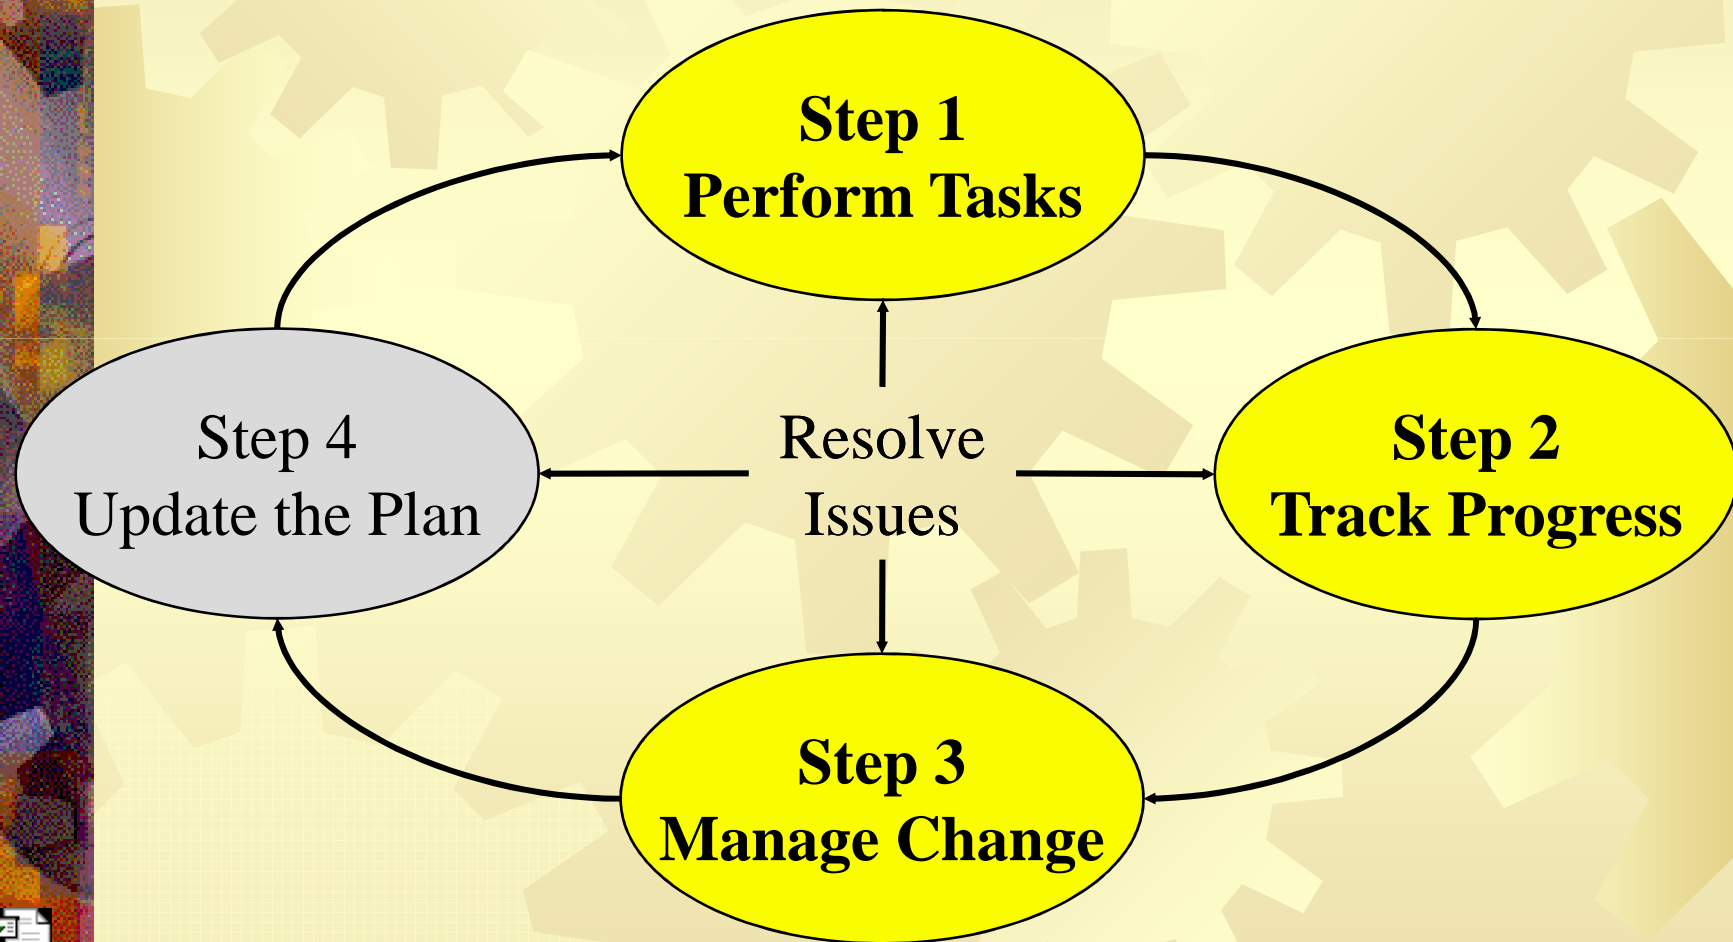 Step 1
Perform Tasks
Step 4
Update the Plan
Resolve
Issues
Step 2
Track Progress
Step 3
Manage Change